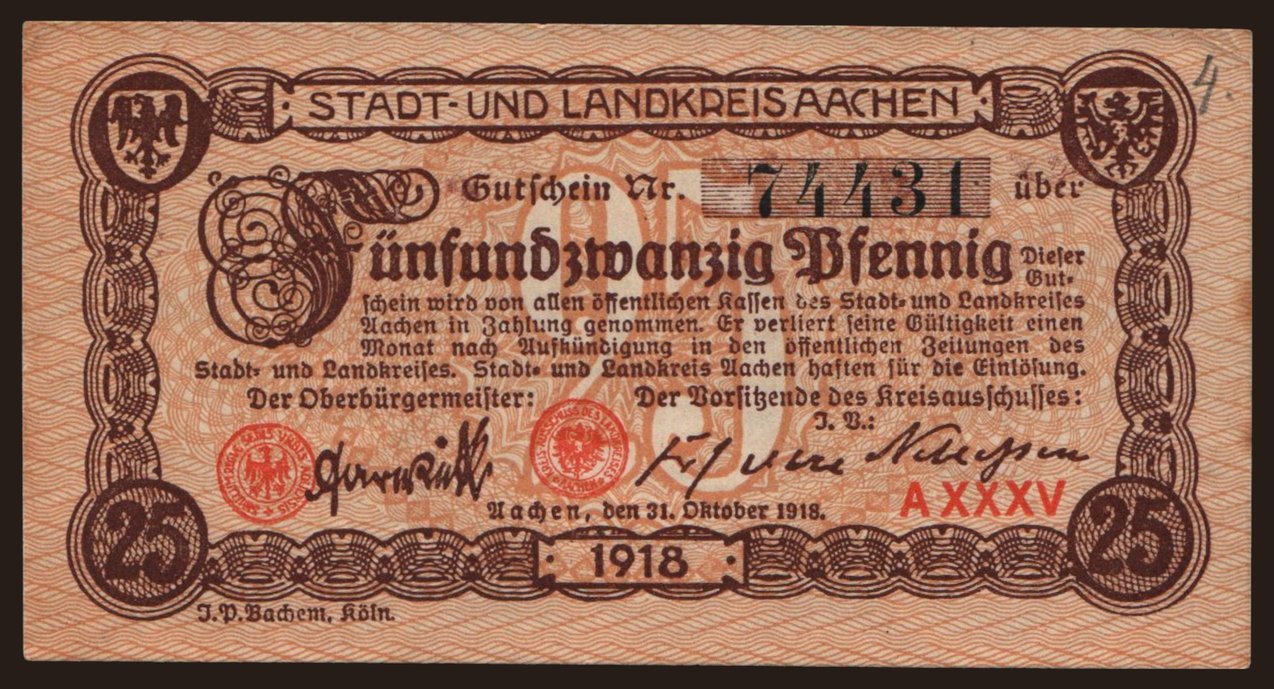 STADT- UND LANDKREIS AACHEN
4.
Gutschein Nr. 74431 über
25
Fünfundzwanzig Pfennig Dieser
Gut-
schein wird von allen öffentlichen Kassen des Stadt- und Landkreises
Aachen in Zahlung genommen. Er verliert seine Gültigkeit einen
Monat nach Aufkündigung in den öffentlichen Zeitungen des
Stadt- und Landkreises. Stadt- und Landkreis Aachen haften für die Einlösung.
Der Oberbürgermeister: Der Vorsitzende des Kreisausschusses:
I. V.:
AXXXV
Aachen, den 31. Oktober 1918.
25 1918 25
J.P. Bachem, Köln.